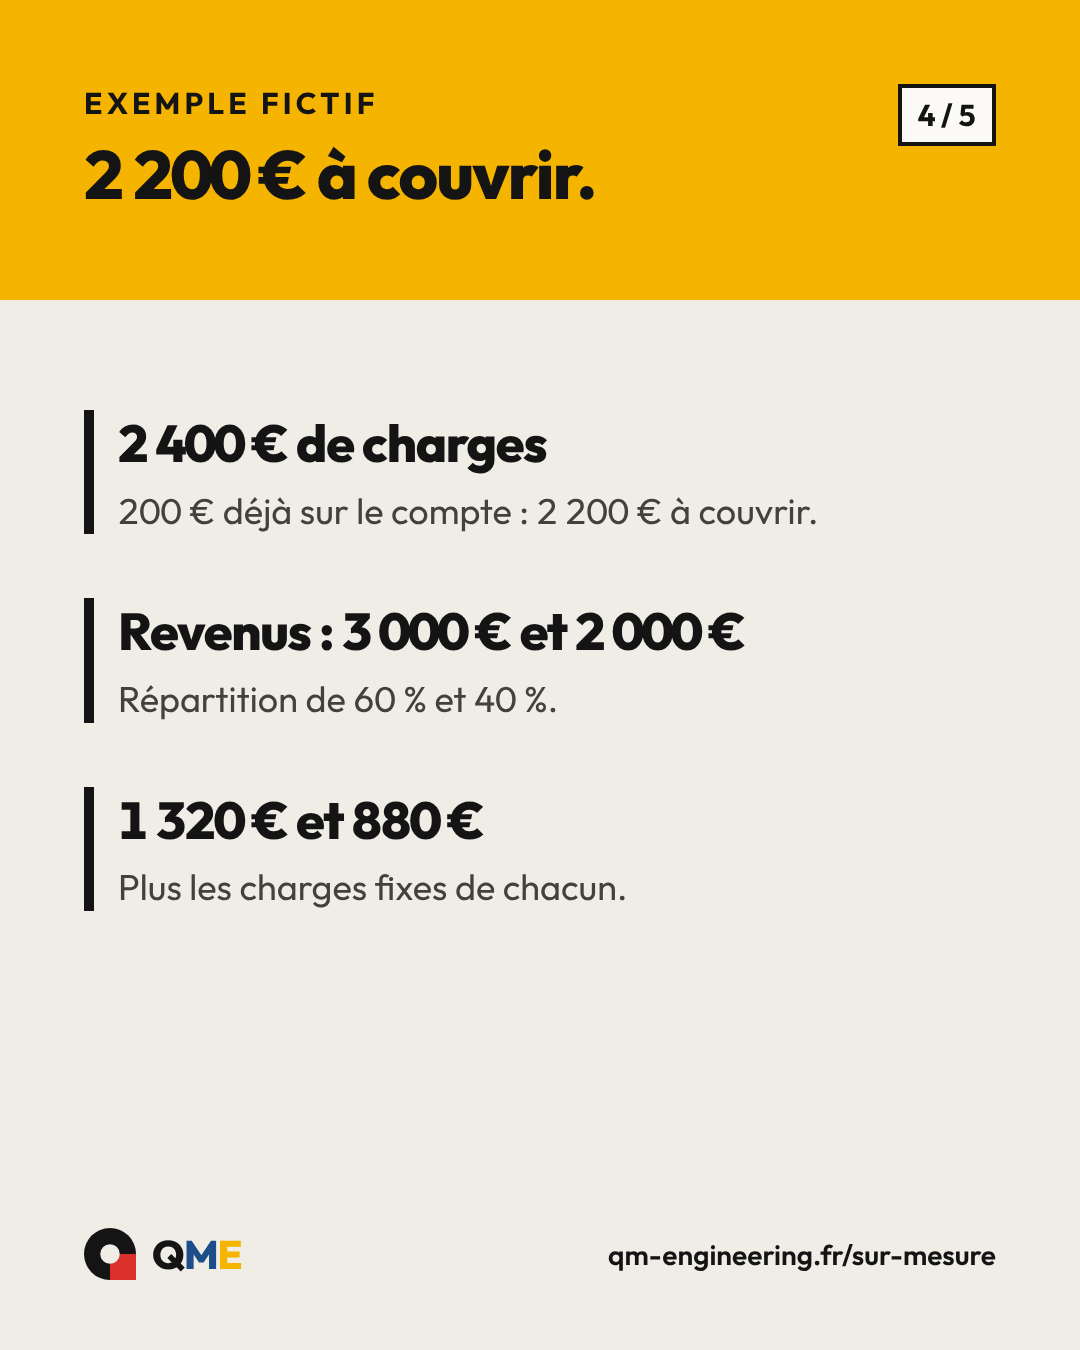 EXEMPLE FICTIF
4 / 5
2 200 € à couvrir.
2 400 € de charges
200 € déjà sur le compte : 2 200 € à couvrir.
Revenus : 3 000 € et 2 000 €
Répartition de 60 % et 40 %.
1 320 € et 880 €
Plus les charges fixes de chacun.
QME
qm-engineering.fr/sur-mesure